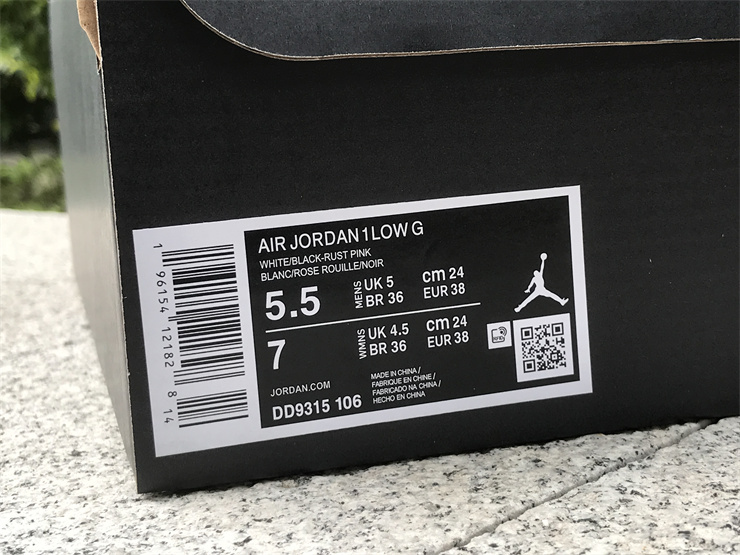 AIR JORDAN 1 LOW G
WHITE/BLACK-RUST PINK
BLANC/ROSE ROUILLE/NOIR
5.5
MENS
UK 5
BR 36
cm 24
EUR 38
7
WMNS
UK 4.5
BR 36
cm 24
EUR 38
JORDAN.COM
DD9315 106
MADE IN CHINA /
FABRIQUE EN CHINE /
FABRICADO NA CHINA /
HECHO EN CHINA
RFID
1 96154 12182 8 14